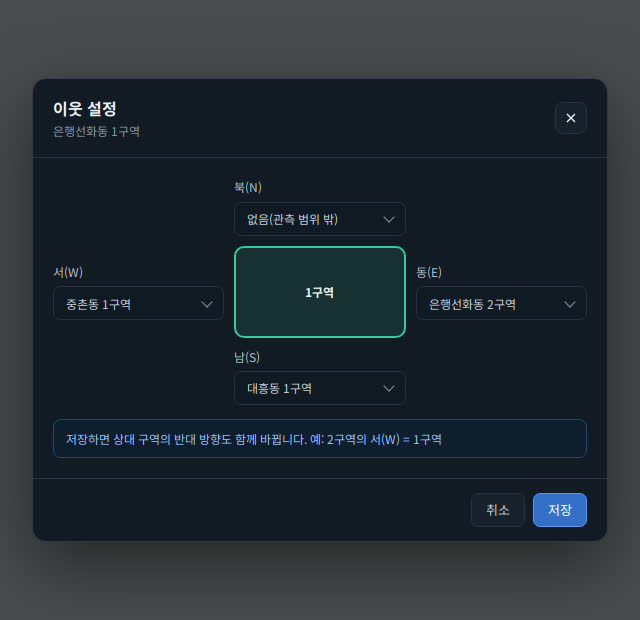 이웃 설정
은행선화동 1구역
북(N)
없음(관측 범위 밖)
서(W)
중촌동 1구역
1구역
동(E)
은행선화동 2구역
남(S)
대흥동 1구역
저장하면 상대 구역의 반대 방향도 함께 바뀝니다. 예: 2구역의 서(W) = 1구역
취소
저장